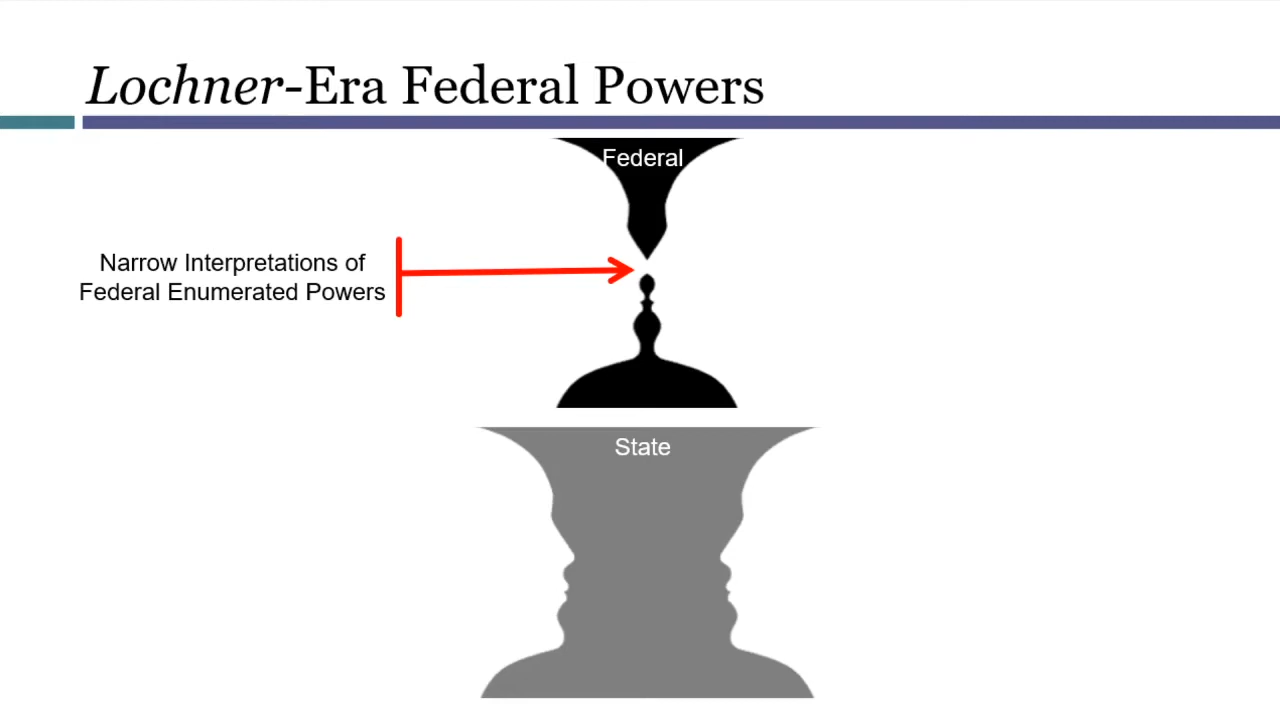 Lochner-Era Federal Powers
Federal
Narrow Interpretations of
Federal Enumerated Powers
State